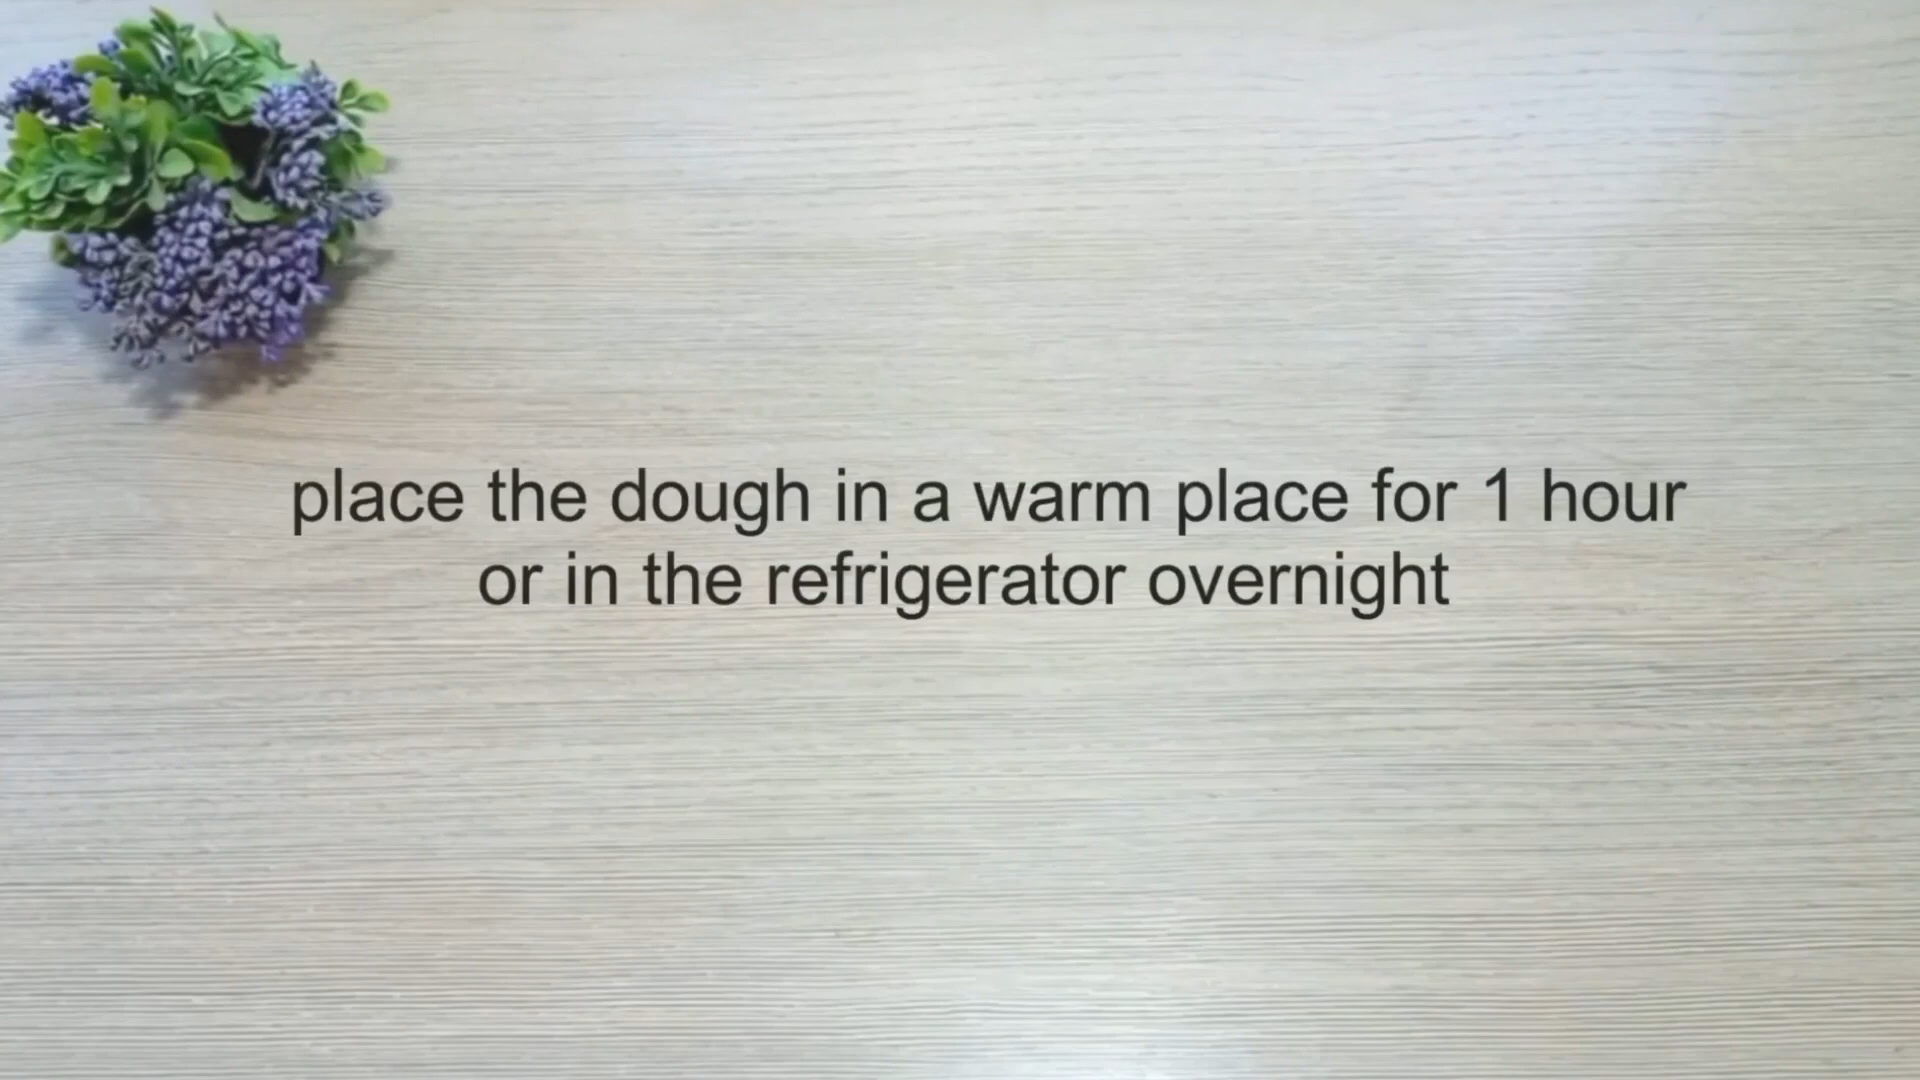 place the dough in a warm place for 1 hour
or in the refrigerator overnight